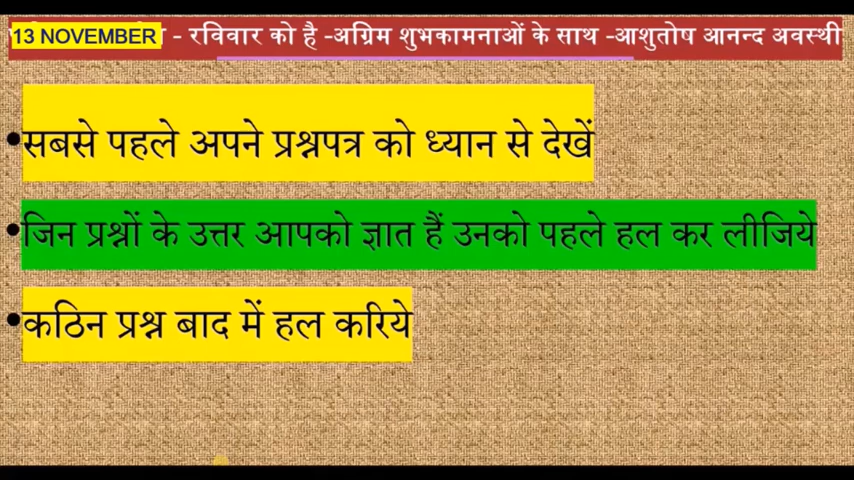 13 NOVEMBER - रविवार को है -अग्रिम शुभकामनाओं के साथ -आशुतोष आनन्द अवस्थी
•सबसे पहले अपने प्रश्नपत्र को ध्यान से देखें
•जिन प्रश्नों के उत्तर आपको ज्ञात हैं उनको पहले हल कर लीजिये
•कठिन प्रश्न बाद में हल करिये